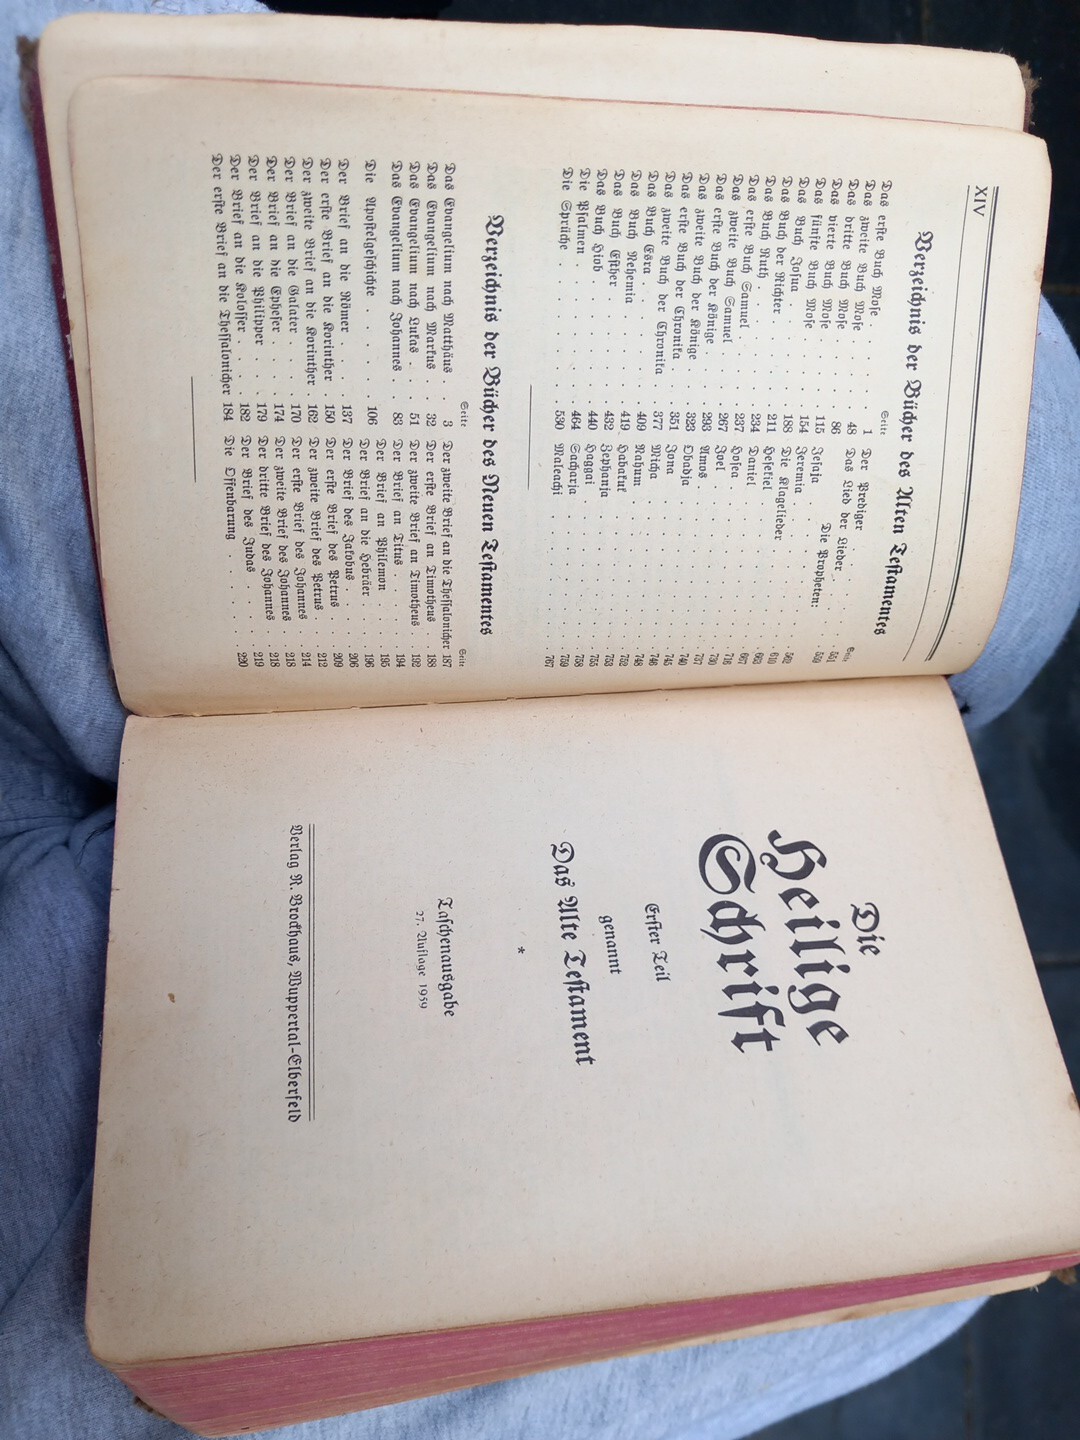 XIV
Verzeichnis der Bücher des Alten Testamentes
Seite
Das erste Buch Mose . . . 1
Das zweite Buch Mose . . . 48
Das dritte Buch Mose . . . 86
Das vierte Buch Mose . . . 115
Das fünfte Buch Mose . . . 154
Das Buch Josua . . . 188
Das Buch der Richter . . . 211
Das Buch Ruth . . . 234
Das erste Buch Samuel . . . 237
Das zweite Buch Samuel . . . 267
Das erste Buch der Könige . . . 293
Das zweite Buch der Könige . . . 323
Das erste Buch der Chronika . . . 351
Das zweite Buch der Chronika . . . 377
Das Buch Esra . . . 409
Das Buch Nehemia . . . 419
Das Buch Esther . . . 432
Das Buch Hiob . . . 440
Die Psalmen . . . 464
Die Sprüche . . . 530
Seite
Der Prediger . . . 551
Das Lied der Lieder . . .
Die Propheten:
Jesaja . . .
Jeremia . . .
Die Klagelieder . . . 610
Hesekiel . . .
Daniel . . .
Hosea . . .
Joel . . .
Amos . . .
Obadja . . . 740
Jona . . .
Micha . . .
Nahum . . . 748
Habakuk . . .
Zephanja . . . 753
Haggai . . . 755
Sacharja . . .
Maleachi . . . 767
Verzeichnis der Bücher des Neuen Testamentes
Seite
Das Evangelium nach Matthäus . 3
Das Evangelium nach Markus . . 32
Das Evangelium nach Lukas . . 51
Das Evangelium nach Johannes . 83
Die Apostelgeschichte . . . . 106
Der Brief an die Römer . . . 137
Der erste Brief an die Korinther 150
Der zweite Brief an die Korinther 162
Der Brief an die Galater . . . 170
Der Brief an die Epheser . . . 174
Der Brief an die Philipper . . . 179
Der Brief an die Kolosser . . . 182
Der erste Brief an die Thessalonicher 184
Seite
Der zweite Brief an die Thessalonicher 187
Der erste Brief an Timotheus . . 188
Der zweite Brief an Timotheus . 192
Der Brief an Titus . . . . 194
Der Brief an Philemon . . . 195
Der Brief an die Hebräer . . . 196
Der Brief des Jakobus . . . 206
Der erste Brief des Petrus . . . 209
Der zweite Brief des Petrus . . 212
Der erste Brief des Johannes . . 214
Der zweite Brief des Johannes . . 218
Der dritte Brief des Johannes . . 218
Der Brief des Judas . . . . 219
Die Offenbarung . . . . . 220
Die
Heilige
Schrift
Erster Teil
genannt
Das Alte Testament
*
Taschenausgabe
27. Auflage 1939
Verlag R. Brockhaus, Wuppertal-Elberfeld